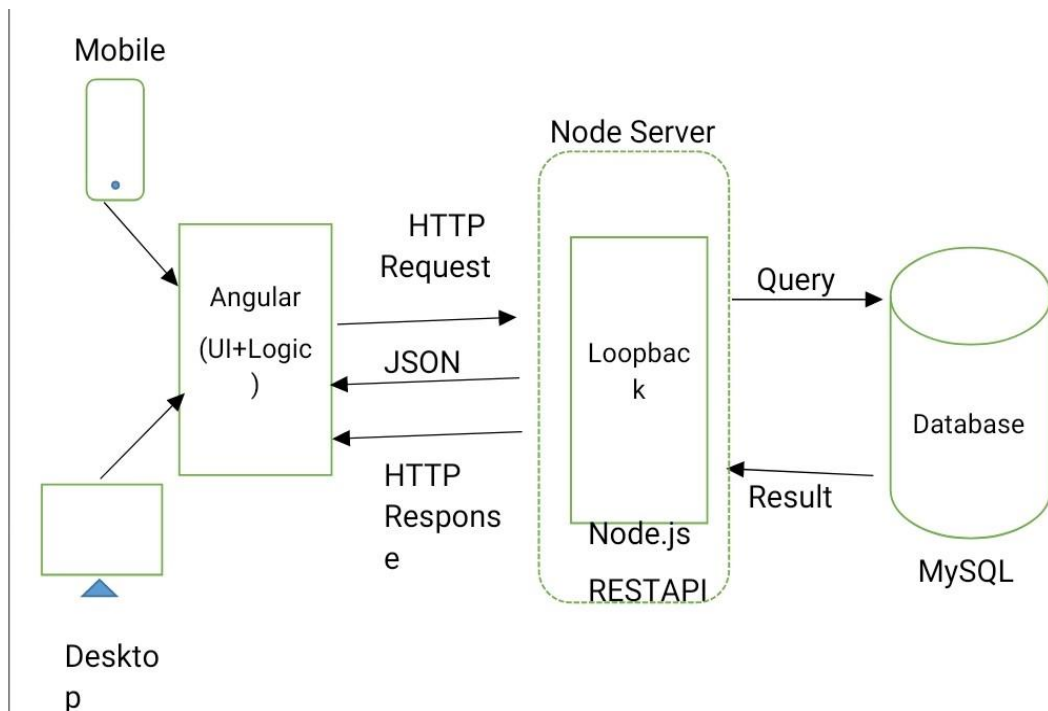 Mobile
Node Server
HTTP
Request
Query
Angular
(UI+Logic
)
JSON
Loopbac
k
Database
HTTP
Respons
e
Result
Node.js
RESTAPI
MySQL
Deskto
p